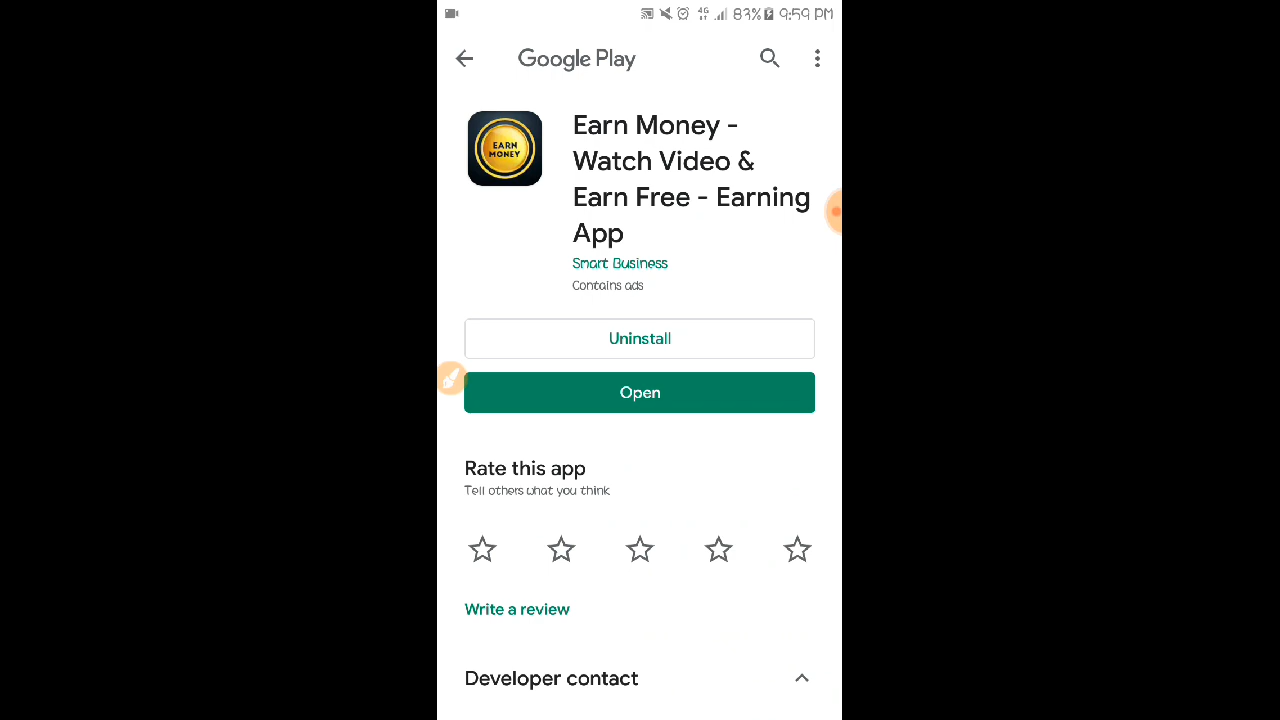 4G 83% 9:59 PM
Google Play
EARN
MONEY
Earn Money -
Watch Video &
Earn Free - Earning
App
Smart Business
Contains ads
Uninstall
Open
Rate this app
Tell others what you think
Write a review
Developer contact